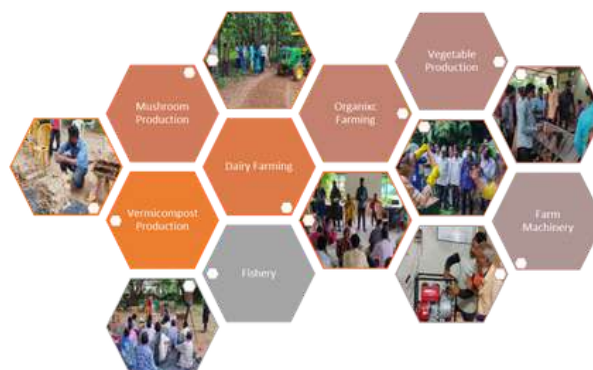 Vegetable
Production
Mushroom
Production
Organixc
Farming
Dairy Farming
Vermicompost
Production
Farm
Machinery
Fishery